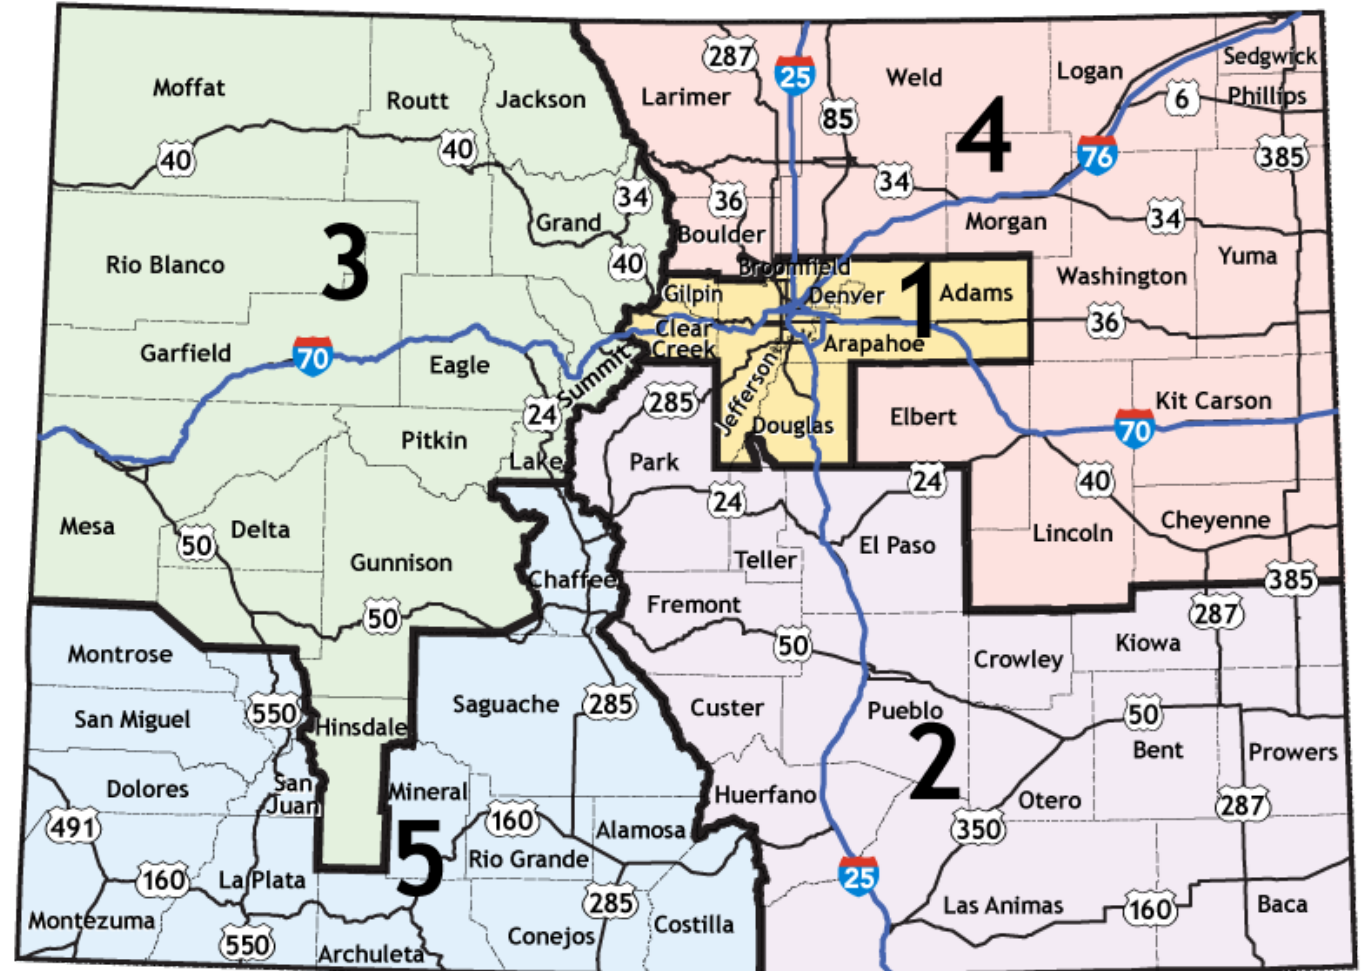 287
25
Weld
Logan
Sedgwick
Moffat
Routt
Jackson
Larimer
85
6
Phillips
4
76
385
40
40
34
36
34
34
Grand
Boulder
Morgan
Rio Blanco
3
40
Broomfield
Washington
Yuma
Gilpin
Denver
1
Adams
36
Clear
Creek
Arapahoe
Garfield
70
Eagle
Summit
Jefferson
285
24
Douglas
Elbert
Kit Carson
70
Pitkin
Lake
Park
24
24
40
Mesa
Delta
50
Gunnison
El Paso
Lincoln
Cheyenne
Teller
Chaffee
385
50
Fremont
287
50
Kiowa
Montrose
Crowley
San Miguel
550
Hinsdale
Saguache
285
Custer
Pueblo
50
Bent
Prowers
2
Dolores
San
Juan
Mineral
Huerfano
Otero
287
491
160
Alamosa
350
5
Rio Grande
160
La Plata
285
25
Las Animas
160
Baca
Montezuma
550
Archuleta
Conejos
Costilla